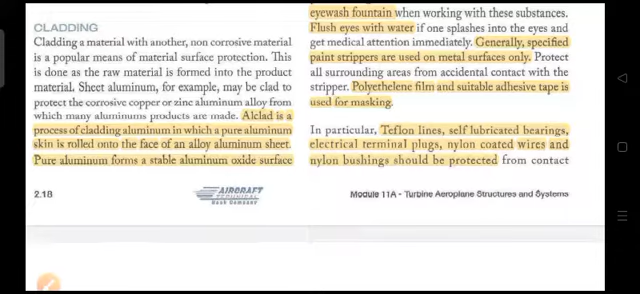 CLADDING
Cladding a material with another, non corrosive material
is a popular means of material surface protection. This
is done as the raw material is formed into the product
material. Sheet aluminum, for example, may be clad to
protect the corrosive copper or zinc aluminum alloy from
which many aluminums products are made. Alclad is a
process of cladding aluminum in which a pure aluminum
skin is rolled onto the face of an alloy aluminum sheet.
Pure aluminum forms a stable aluminum oxide surface
eyewash fountain when working with these substances.
Flush eyes with water if one splashes into the eyes and
get medical attention immediately. Generally, specified
paint strippers are used on metal surfaces only. Protect
all surrounding areas from accidental contact with the
stripper. Polyethelene film and suitable adhesive tape is
used for masking.
In particular, Teflon lines, self lubricated bearings,
electrical terminal plugs, nylon coated wires and
nylon bushings should be protected from contact
2.18
AIRCRAFT
TECHNICAL
Book Company
Module 11A - Turbine Aeroplane Structures and Systems